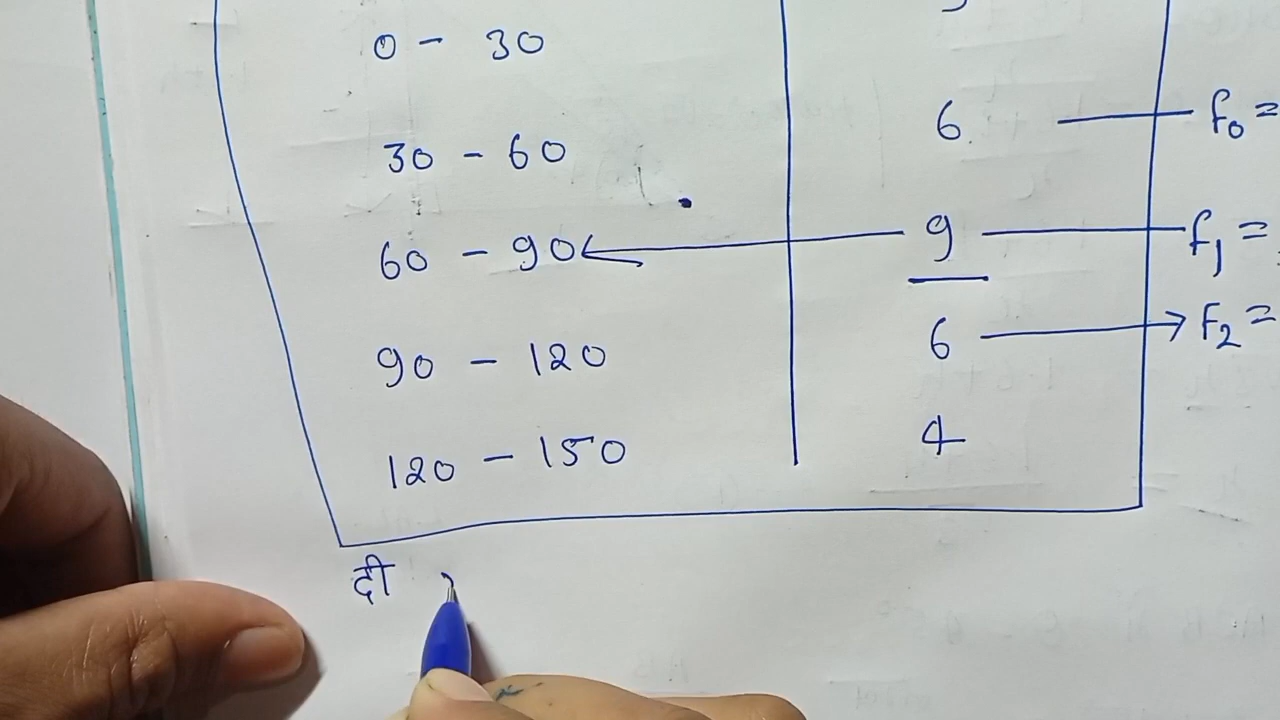 0 - 30
6 f0 =
30 - 60
60 - 90 9 f1 =
6 F2 =
90 - 120
4
120 - 150
दी